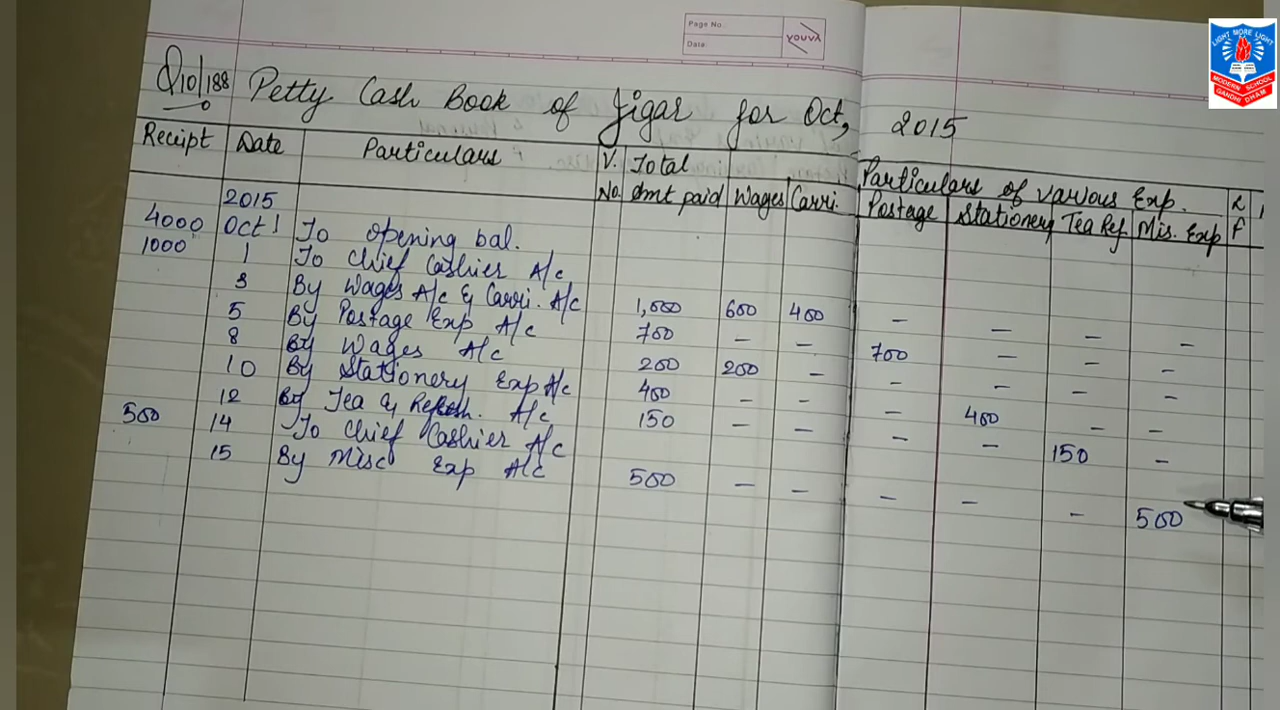 Page No.
Date:
YOUVA
LIGHT MORE LIGHT
MODERN SCHOOL
GANDHIDHAM
Q10/188 Petty Cash Book of Jigar for Oct, 2015
Receipt Date Particulars V. No. Total Amt paid Wages Carri. Particulars of various Exp. L F
Postage Stationery Tea Ref. Mis. Exp
2015
4000 Oct 1 To opening bal.
1000 1 To Chief Cashier A/c
3 By Wages A/c & Carri. A/c 1,000 600 400 – – – –
5 By Postage Exp A/c 700 – – 700 – – –
8 By Wages A/c 200 200 – – – – –
10 By Stationery Exp A/c 400 – – – 400 – –
12 By Tea & Refresh. A/c 150 – – – – 150 –
500 14 To Chief Cashier A/c
15 By Misc Exp A/c 500 – – – – – 500